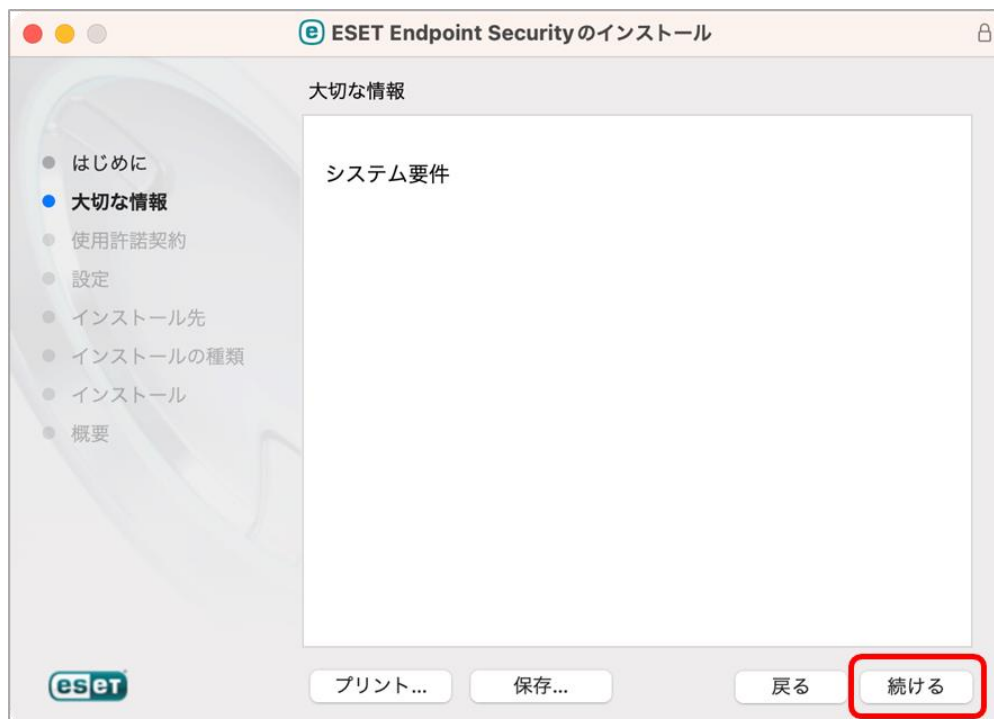 ESET Endpoint Securityのインストール
大切な情報
はじめに
大切な情報
使用許諾契約
設定
インストール先
インストールの種類
インストール
概要
システム要件
eseT
プリント...
保存...
戻る
続ける